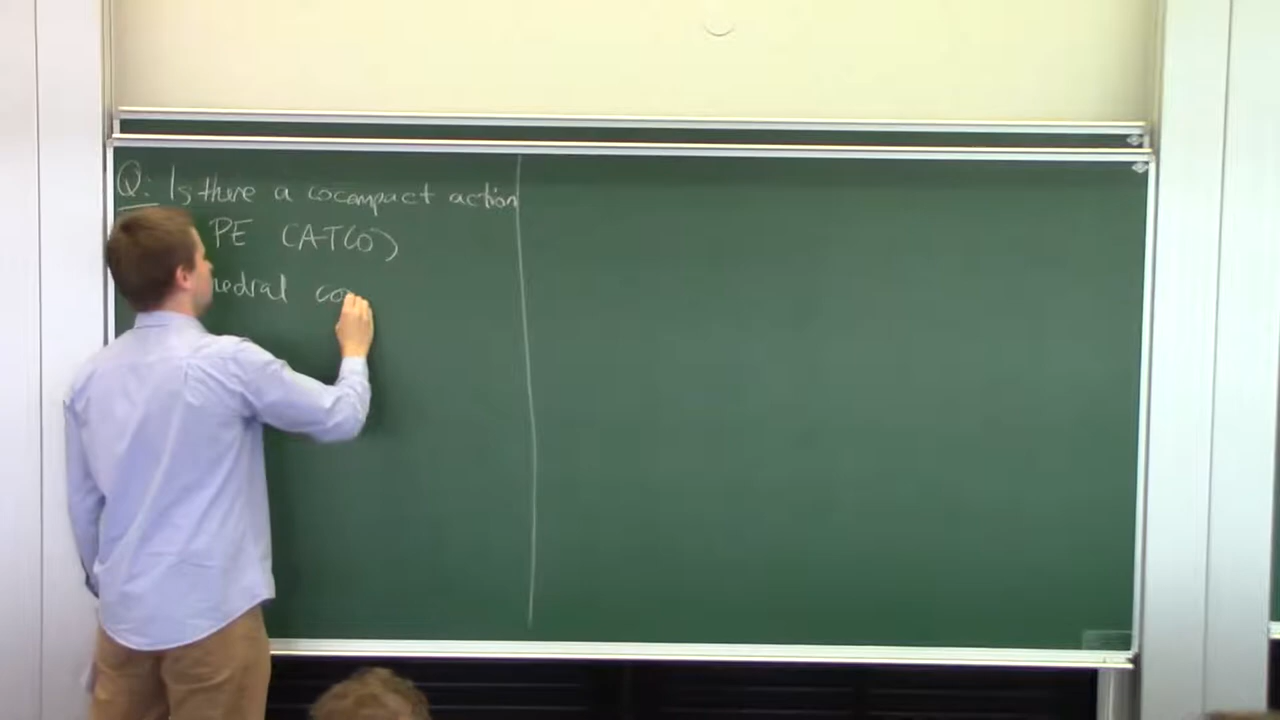 Q: Is there a cocompact action
PE CAT(0)
hedral co